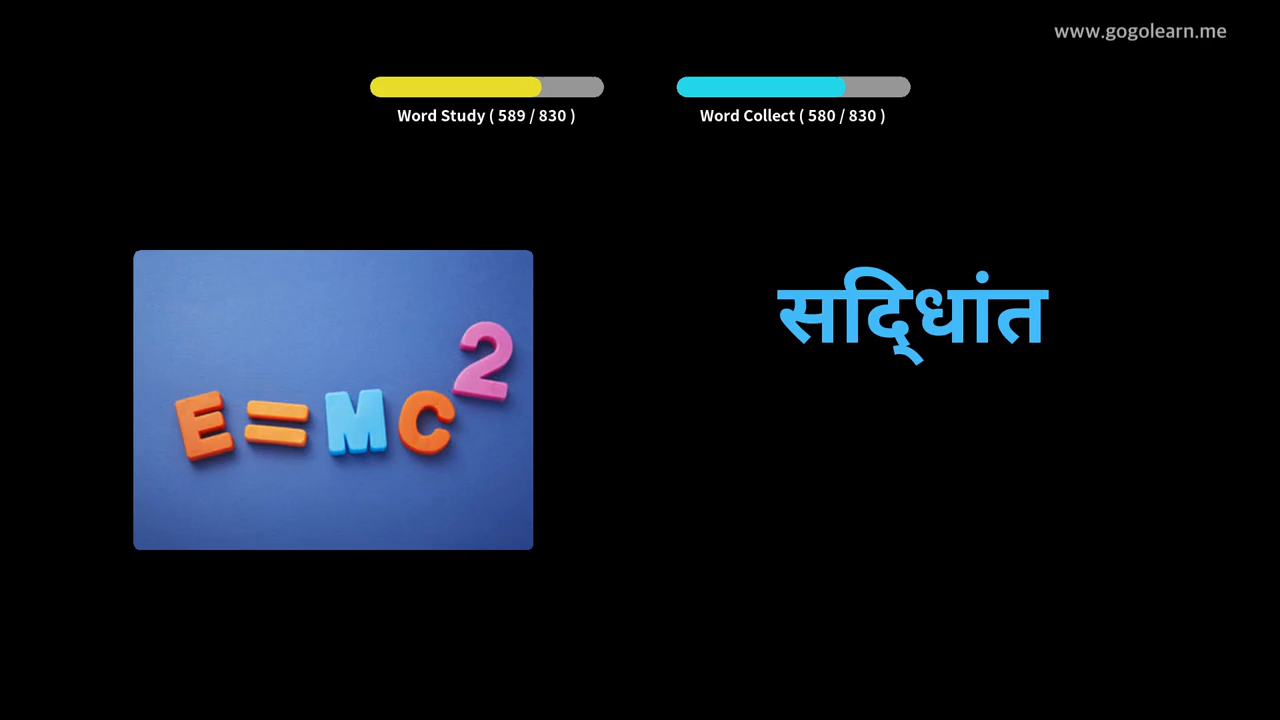 www.gogolearn.me
Word Study ( 589 / 830 )
Word Collect ( 580 / 830 )
सद्धिांत
E=MC²